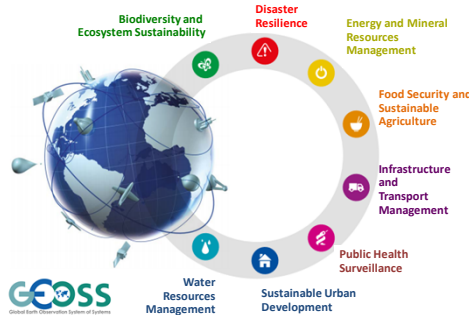 Disaster
Resilience
Biodiversity and
Ecosystem Sustainability
Energy and Mineral
Resources
Management
Food Security and
Sustainable
Agriculture
Infrastructure
and
Transport
Management
Public Health
Surveillance
Sustainable Urban
Development
Water
Resources
Management
GEOSS
Global Earth Observation System of Systems